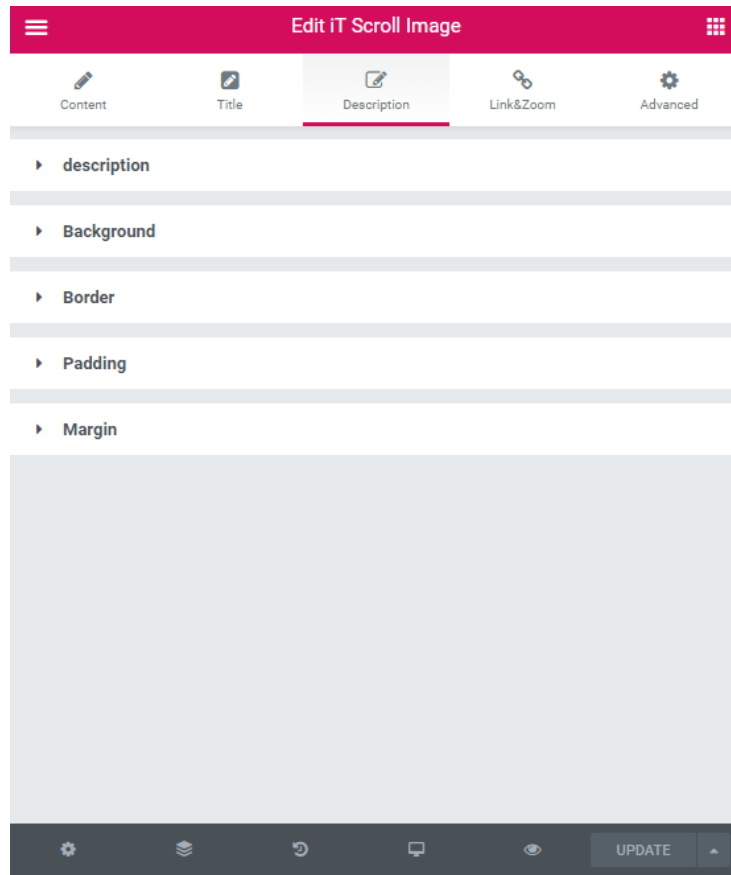 Edit iT Scroll Image
Content Title Description Link&Zoom Advanced
description
Background
Border
Padding
Margin
UPDATE